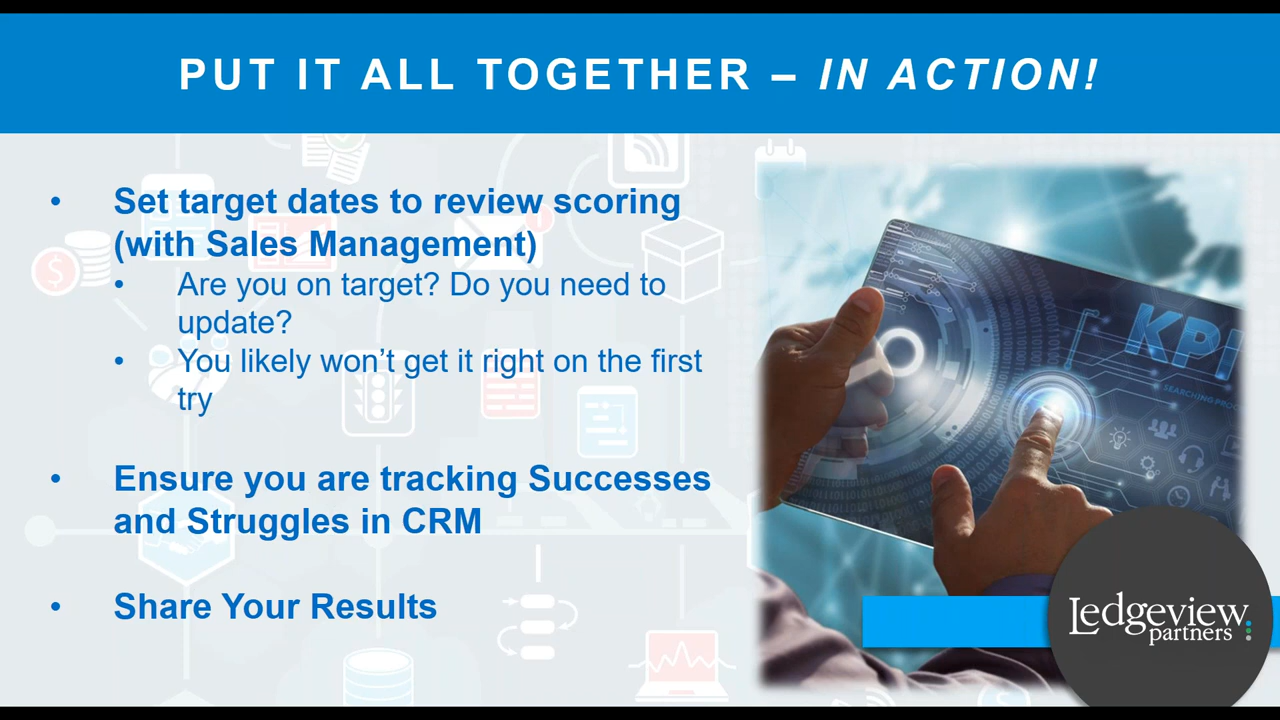 PUT IT ALL TOGETHER – IN ACTION!
• Set target dates to review scoring
(with Sales Management)
• Are you on target? Do you need to
update?
• You likely won’t get it right on the first
try
• Ensure you are tracking Successes
and Struggles in CRM
• Share Your Results
KPI
Ledgeview
partners